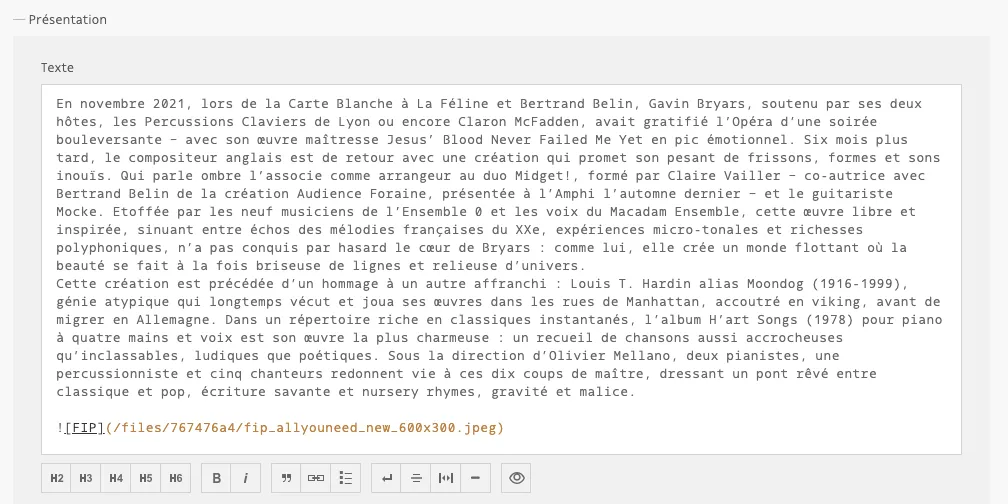 Présentation
Texte
En novembre 2021, lors de la Carte Blanche à La Féline et Bertrand Belin, Gavin Bryars, soutenu par ses deux
hôtes, les Percussions Claviers de Lyon ou encore Claron McFadden, avait gratifié l’Opéra d’une soirée
bouleversante – avec son œuvre maîtresse Jesus’ Blood Never Failed Me Yet en pic émotionnel. Six mois plus
tard, le compositeur anglais est de retour avec une création qui promet son pesant de frissons, formes et sons
inouïs. Qui parle ombre l’associe comme arrangeur au duo Midget!, formé par Claire Vailler – co-autrice avec
Bertrand Belin de la création Audience Foraine, présentée à l’Amphi l’automne dernier – et le guitariste
Mocke. Etoffée par les neuf musiciens de l’Ensemble 0 et les voix du Macadam Ensemble, cette œuvre libre et
inspirée, sinuant entre échos des mélodies françaises du XXe, expériences micro-tonales et richesses
polyphoniques, n’a pas conquis par hasard le cœur de Bryars : comme lui, elle crée un monde flottant où la
beauté se fait à la fois briseuse de lignes et relieuse d’univers.
Cette création est précédée d’un hommage à un autre affranchi : Louis T. Hardin alias Moondog (1916-1999),
génie atypique qui longtemps vécut et joua ses œuvres dans les rues de Manhattan, accoutré en viking, avant de
migrer en Allemagne. Dans un répertoire riche en classiques instantanés, l’album H’art Songs (1978) pour piano
à quatre mains et voix est son œuvre la plus charmeuse : un recueil de chansons aussi accrocheuses
qu’inclassables, ludiques que poétiques. Sous la direction d’Olivier Mellano, deux pianistes, une
percussionniste et cinq chanteurs redonnent vie à ces dix coups de maître, dressant un pont rêvé entre
classique et pop, écriture savante et nursery rhymes, gravité et malice.
![FIP](/files/767476a4/fip_allyouneed_new_600x300.jpeg)
H2 H3 H4 H5 H6 B i